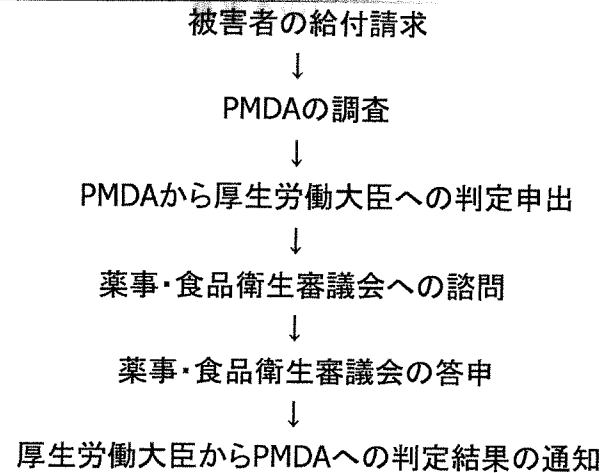 被害者の給付請求
↓
PMDAの調査
↓
PMDAから厚生労働大臣への判定申出
↓
薬事・食品衛生審議会への諮問
↓
薬事・食品衛生審議会の答申
↓
厚生労働大臣からPMDAへの判定結果の通知